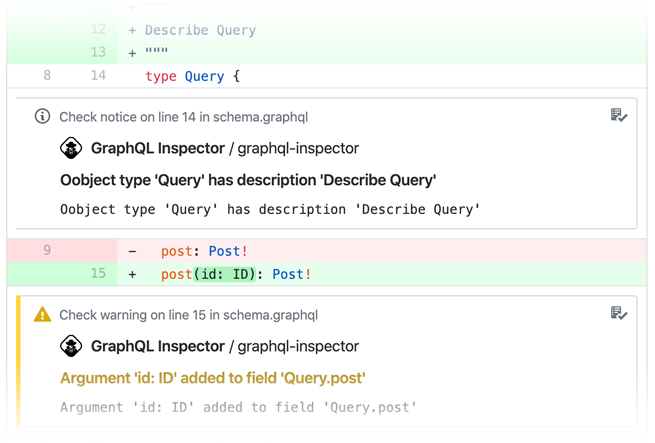 12 + Describe Query
13 + """
8 14 type Query {
Check notice on line 14 in schema.graphql
GraphQL Inspector / graphql-inspector
Oobject type 'Query' has description 'Describe Query'
Oobject type 'Query' has description 'Describe Query'
9 - post: Post!
15 + post(id: ID): Post!
Check warning on line 15 in schema.graphql
GraphQL Inspector / graphql-inspector
Argument 'id: ID' added to field 'Query.post'
Argument 'id: ID' added to field 'Query.post'